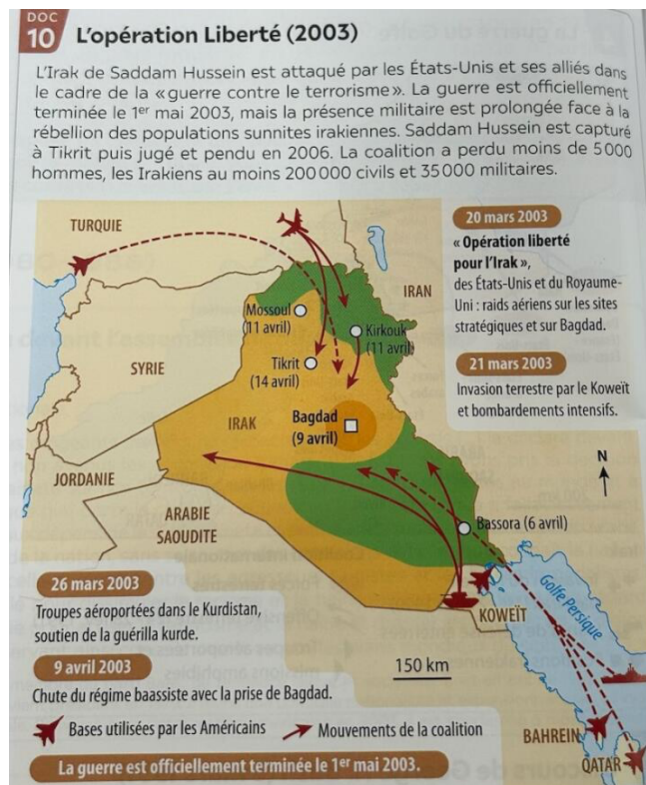 DOC
10
L'opération Liberté (2003)
L'Irak de Saddam Hussein est attaqué par les États-Unis et ses alliés dans
le cadre de la «guerre contre le terrorisme». La guerre est officiellement
terminée le 1er mai 2003, mais la présence militaire est prolongée face à la
rébellion des populations sunnites irakiennes. Saddam Hussein est capturé
à Tikrit puis jugé et pendu en 2006. La coalition a perdu moins de 5000
hommes, les Irakiens au moins 200000 civils et 35000 militaires.
TURQUIE
20 mars 2003
« Opération liberté
pour l'Irak »,
des États-Unis et du Royaume-
Uni : raids aériens sur les sites
stratégiques et sur Bagdad.
21 mars 2003
Invasion terrestre par le Koweït
et bombardements intensifs.
IRAN
Mossoul
(11 avril)
Kirkouk
(11 avril)
Tikrit
(14 avril)
SYRIE
IRAK
Bagdad
(9 avril)
N
JORDANIE
ARABIE
SAOUDITE
Bassora (6 avril)
Golfe Persique
KOWEÏT
26 mars 2003
Troupes aéroportées dans le Kurdistan,
soutien de la guérilla kurde.
9 avril 2003
Chute du régime baassiste avec la prise de Bagdad.
150 km
Bases utilisées par les Américains
Mouvements de la coalition
BAHREIN
QATAR
La guerre est officiellement terminée le 1er mai 2003.